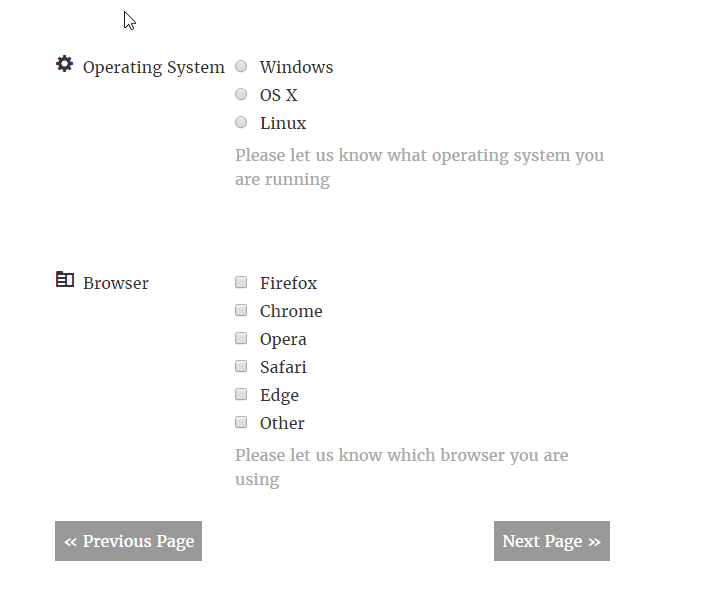 Operating System
Windows
OS X
Linux
Please let us know what operating system you
are running
Browser
Firefox
Chrome
Opera
Safari
Edge
Other
Please let us know which browser you are
using
« Previous Page
Next Page »